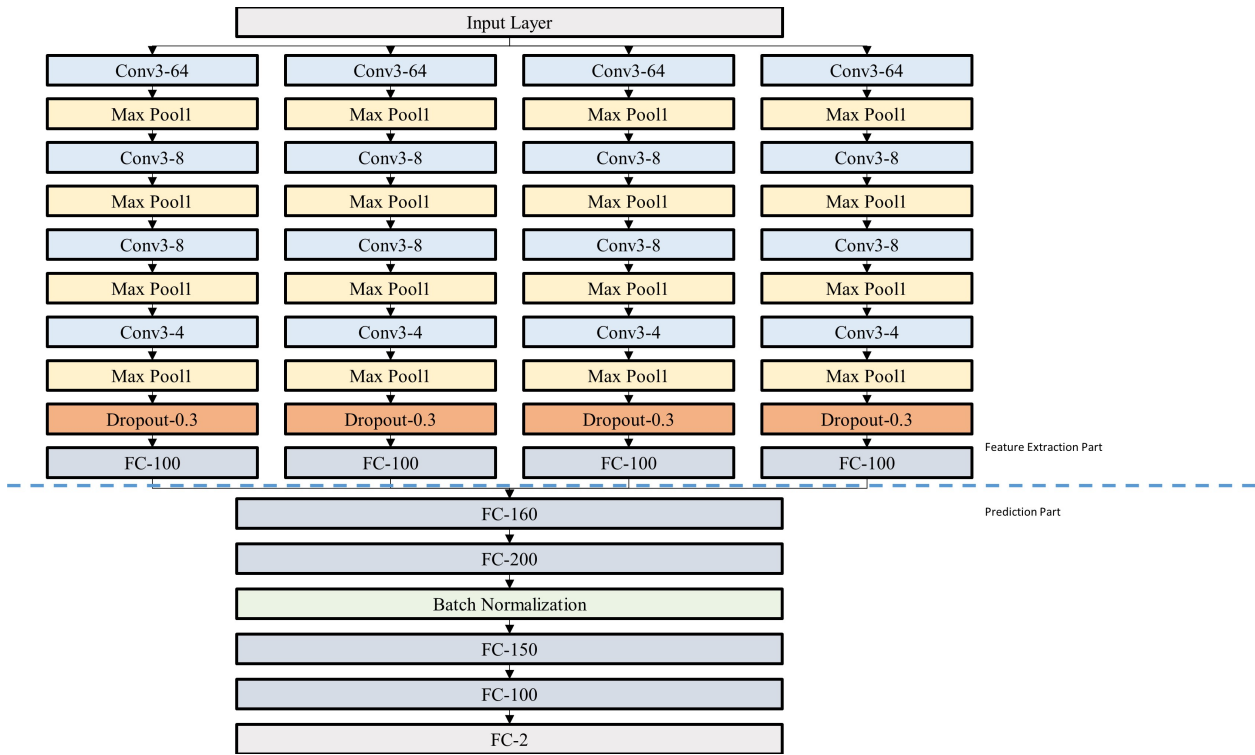 Input Layer
Conv3-64 Conv3-64 Conv3-64 Conv3-64
Max Pool1 Max Pool1 Max Pool1 Max Pool1
Conv3-8 Conv3-8 Conv3-8 Conv3-8
Max Pool1 Max Pool1 Max Pool1 Max Pool1
Conv3-8 Conv3-8 Conv3-8 Conv3-8
Max Pool1 Max Pool1 Max Pool1 Max Pool1
Conv3-4 Conv3-4 Conv3-4 Conv3-4
Max Pool1 Max Pool1 Max Pool1 Max Pool1
Dropout-0.3 Dropout-0.3 Dropout-0.3 Dropout-0.3
Feature Extraction Part
FC-100 FC-100 FC-100 FC-100
FC-160
Prediction Part
FC-200
Batch Normalization
FC-150
FC-100
FC-2